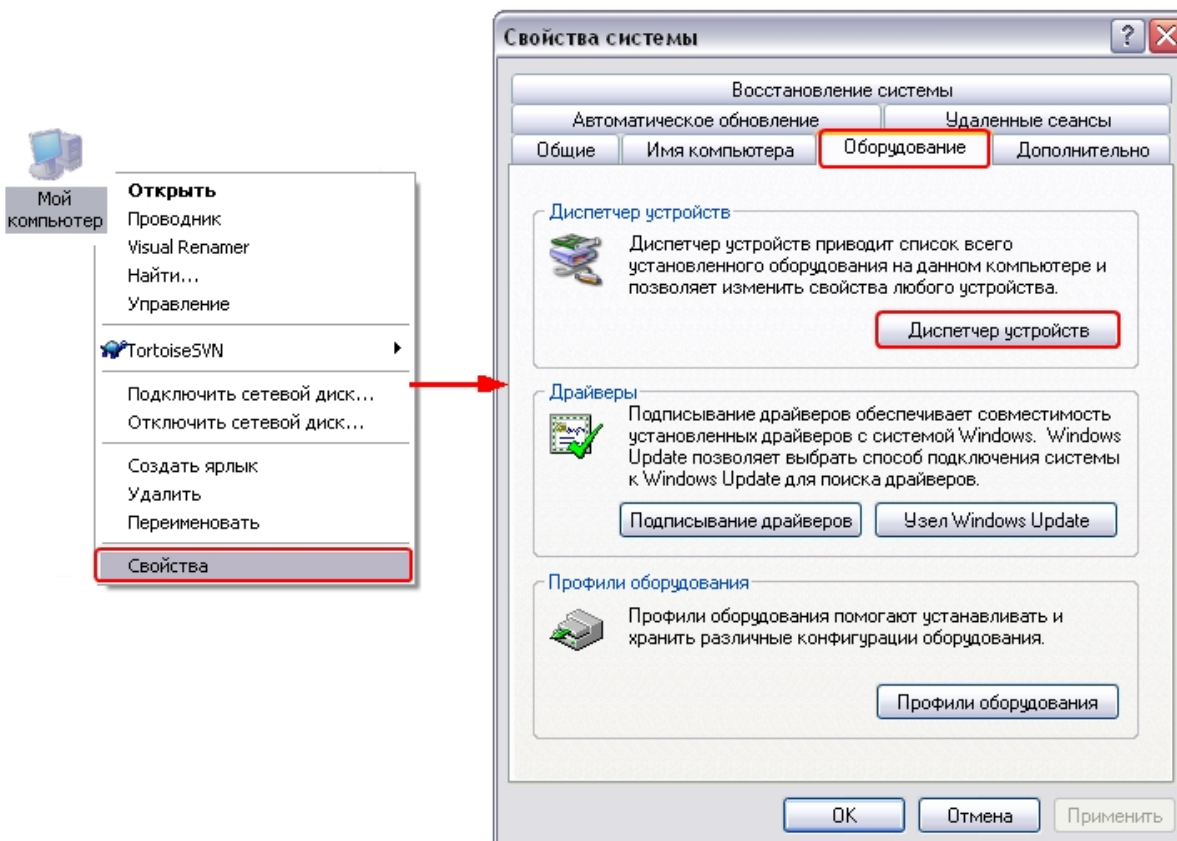 Мой
компьютер
Открыть
Проводник
Visual Renamer
Найти...
Управление
TortoiseSVN
Подключить сетевой диск...
Отключить сетевой диск...
Создать ярлык
Удалить
Переименовать
Свойства
Свойства системы
Восстановление системы
Автоматическое обновление
Удаленные сеансы
Общие
Имя компьютера
Оборудование
Дополнительно
Диспетчер устройств
Диспетчер устройств приводит список всего
установленного оборудования на данном компьютере и
позволяет изменить свойства любого устройства.
Диспетчер устройств
Драйверы
Подписывание драйверов обеспечивает совместимость
установленных драйверов с системой Windows. Windows
Update позволяет выбрать способ подключения системы
к Windows Update для поиска драйверов.
Подписывание драйверов
Узел Windows Update
Профили оборудования
Профили оборудования помогают устанавливать и
хранить различные конфигурации оборудования.
Профили оборудования
OK
Отмена
Применить